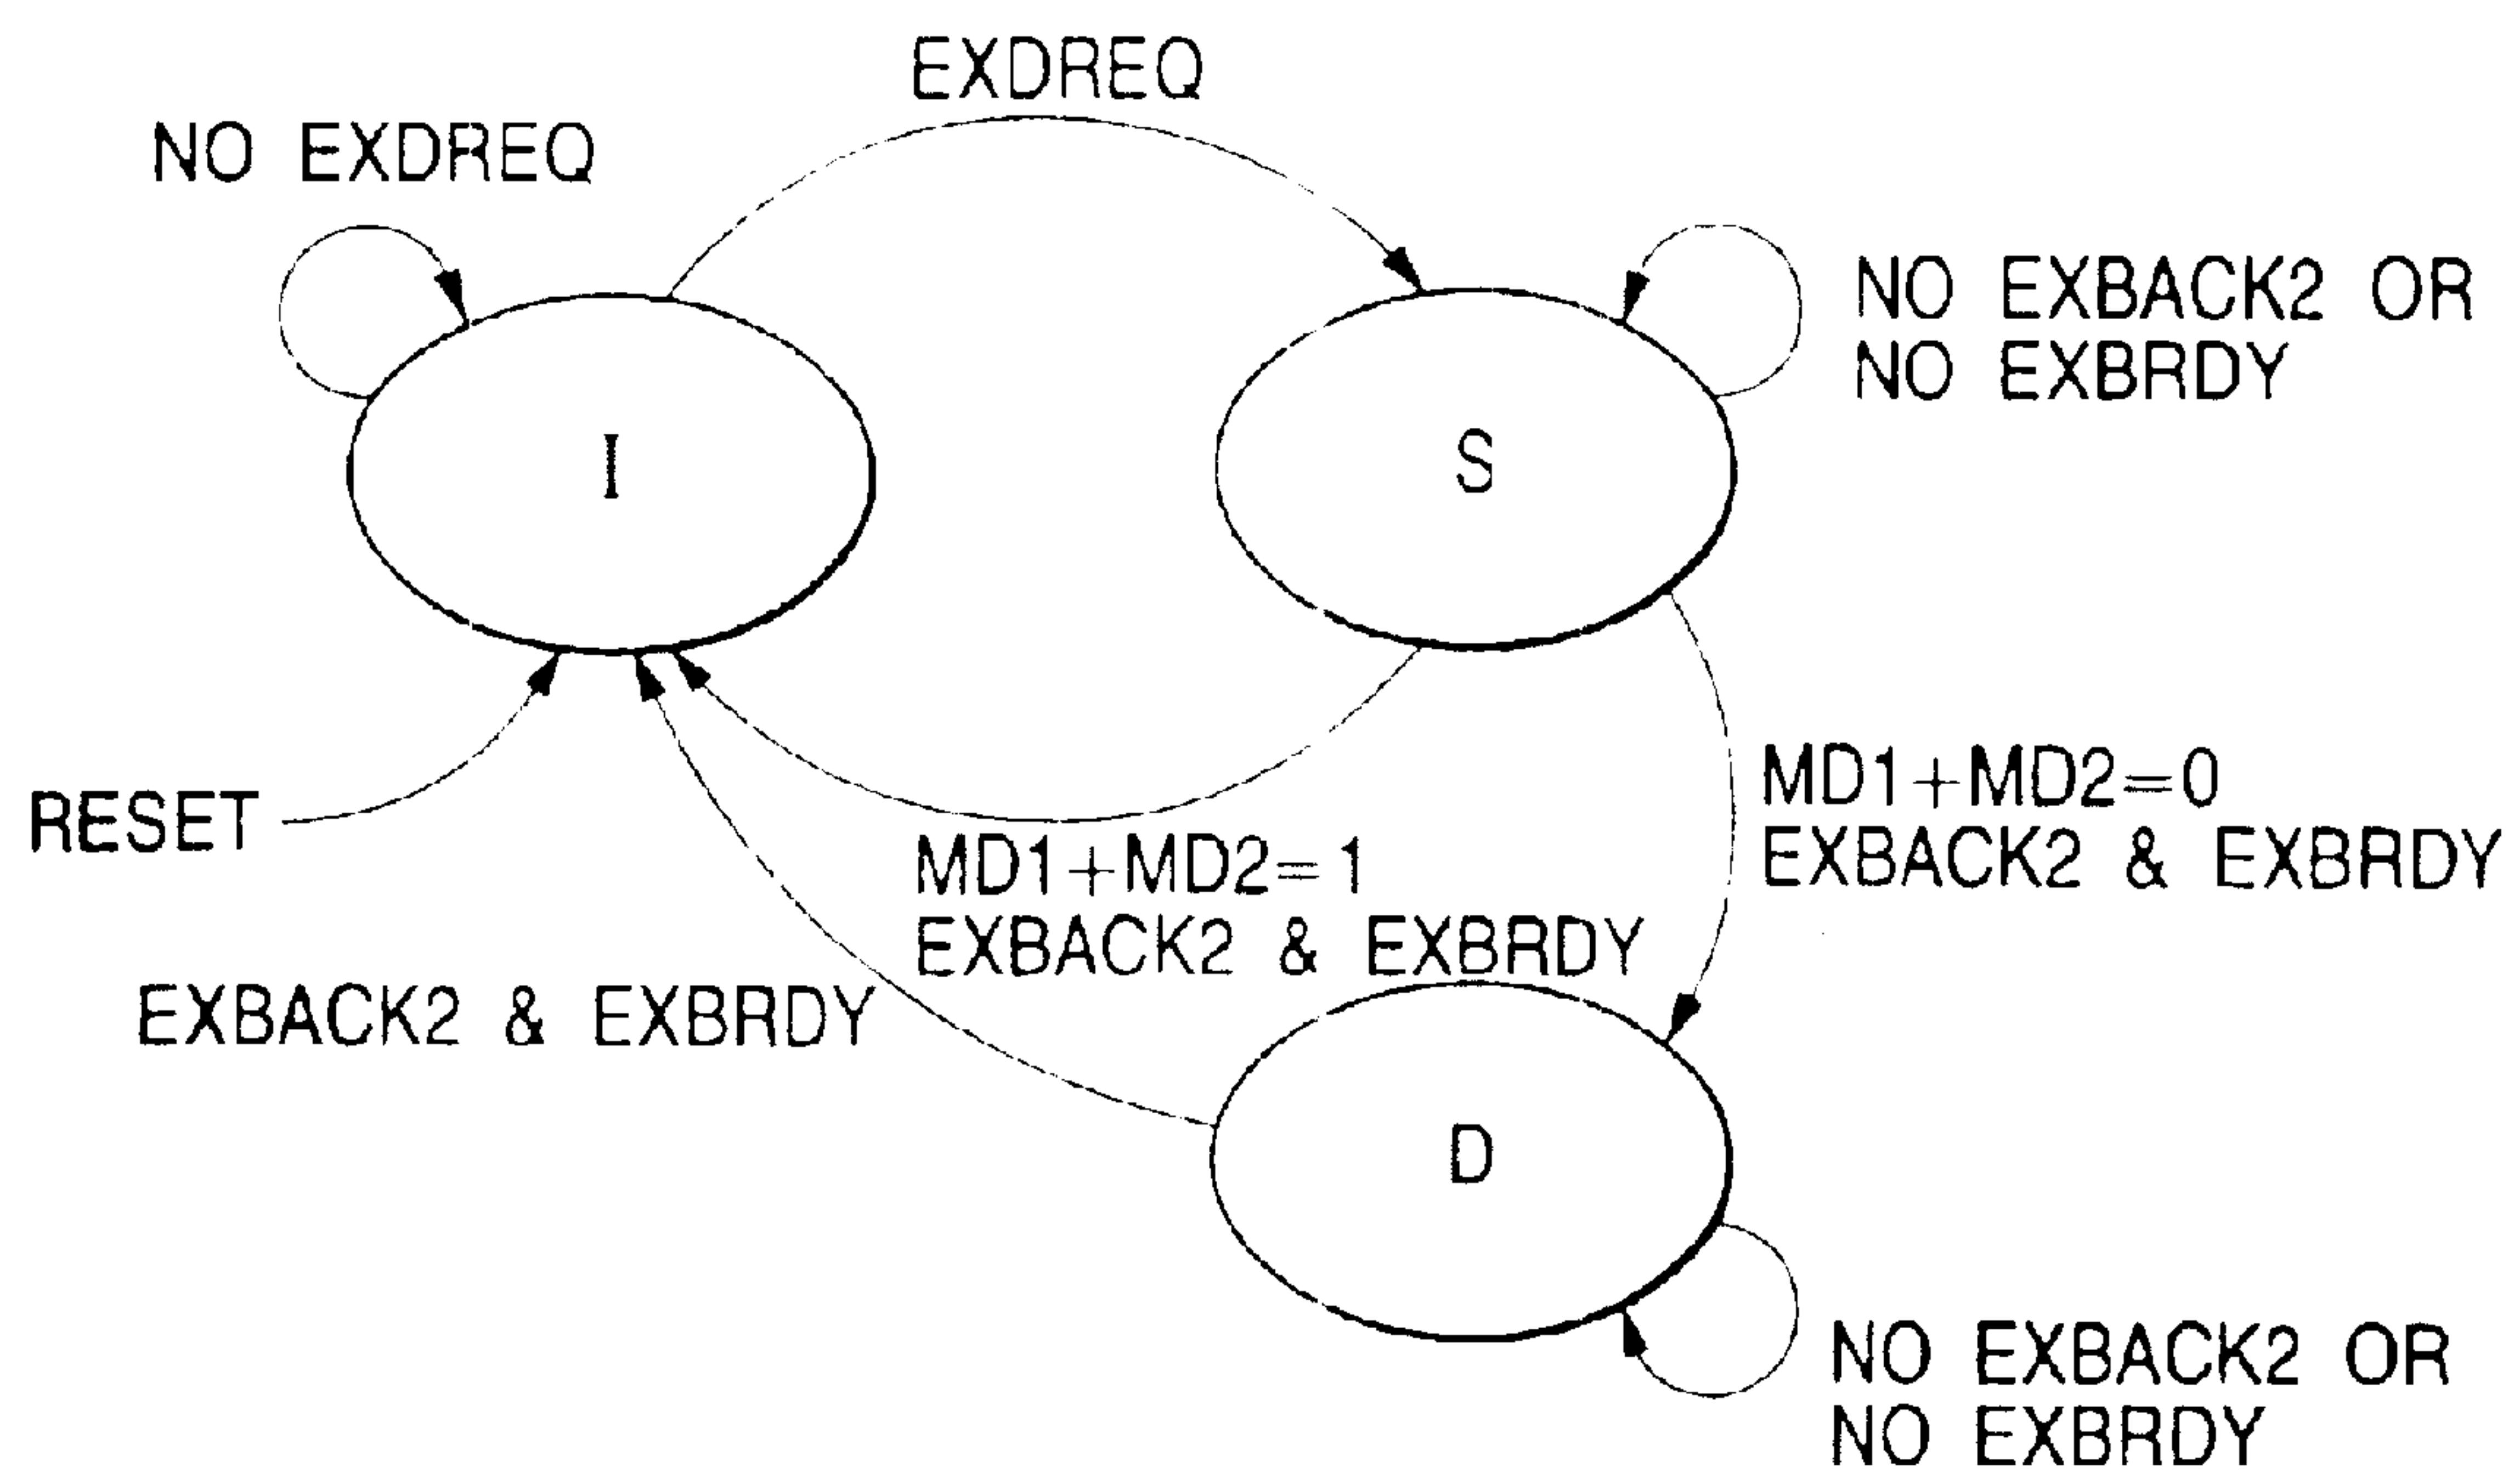 EXDREQ
NO EXDREQ
NO EXBACK2 OR
NO EXBRDY
I
S
MD1+MD2=0
EXBACK2 & EXBRDY
RESET
MD1+MD2=1
EXBACK2 & EXBRDY
EXBACK2 & EXBRDY
D
NO EXBACK2 OR
NO EXBRDY